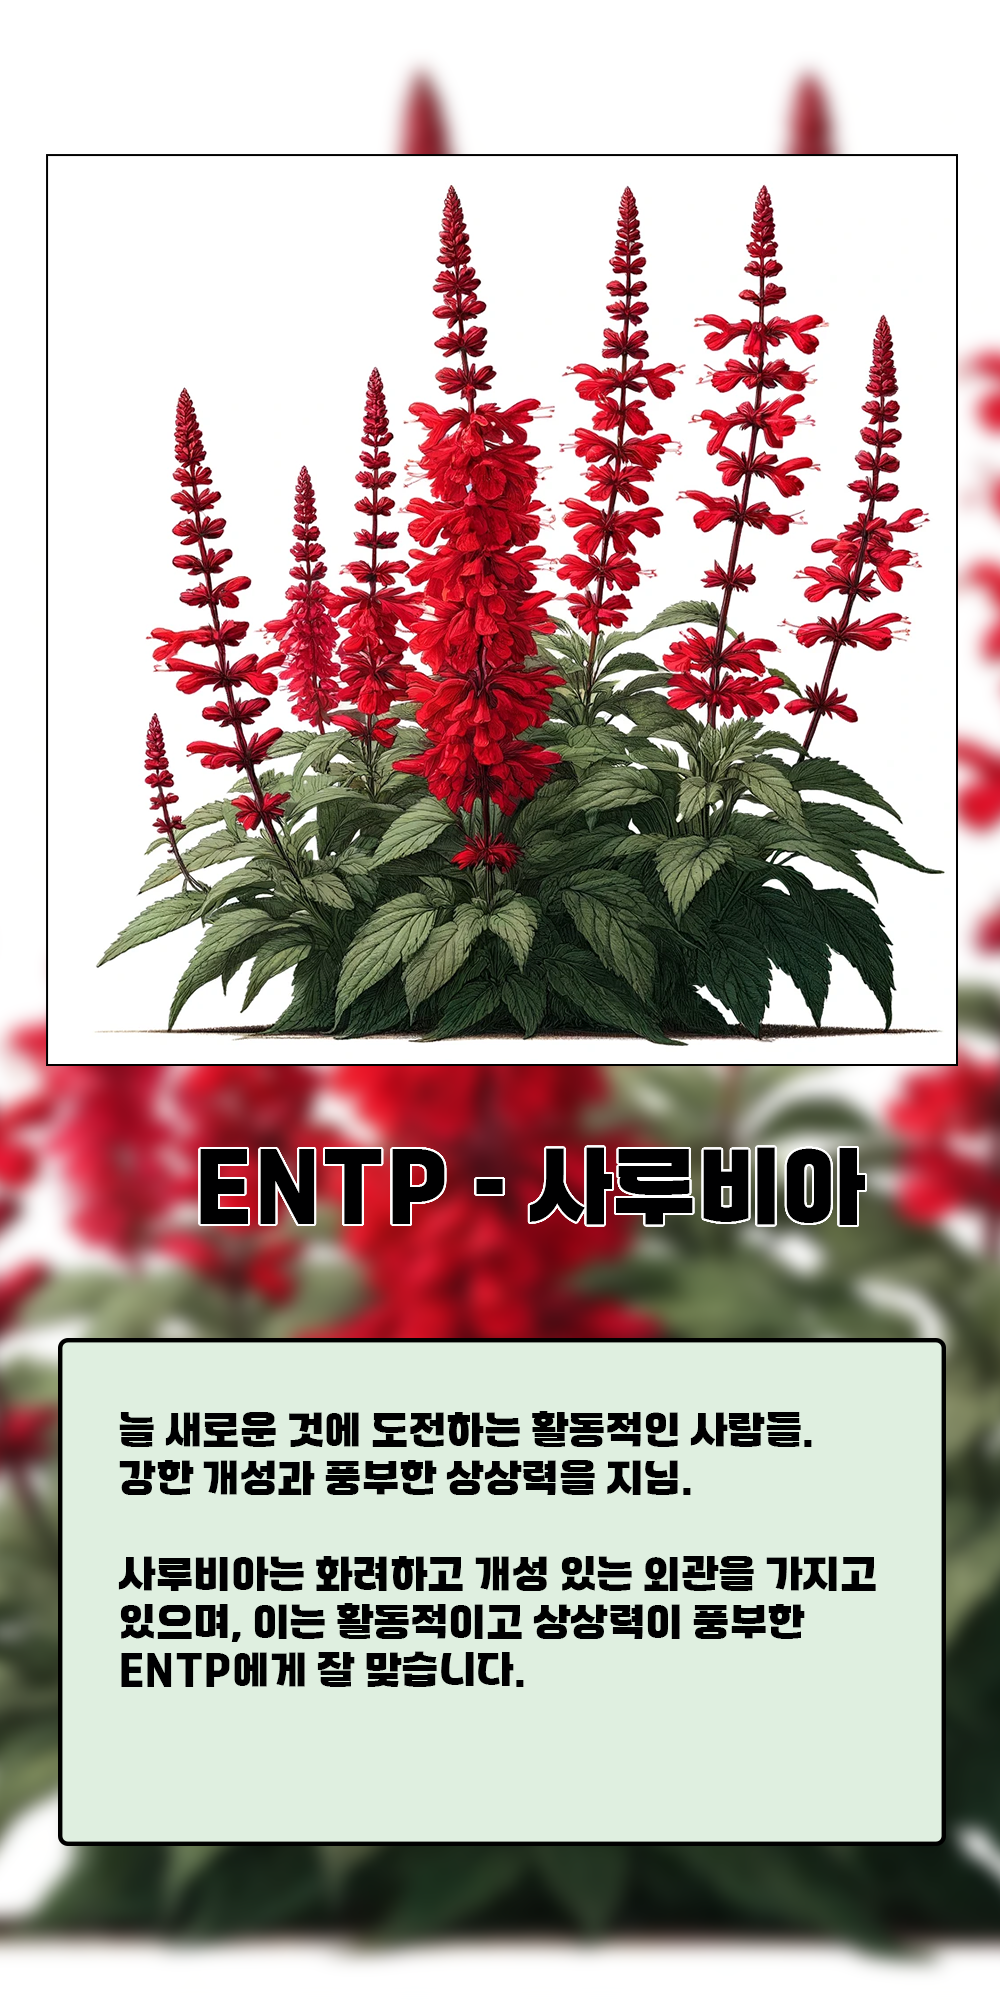 ENTP - 사루비아
늘 새로운 것에 도전하는 활동적인 사람들.
강한 개성과 풍부한 상상력을 지님.
사루비아는 화려하고 개성 있는 외관을 가지고
있으며, 이는 활동적이고 상상력이 풍부한
ENTP에게 잘 맞습니다.